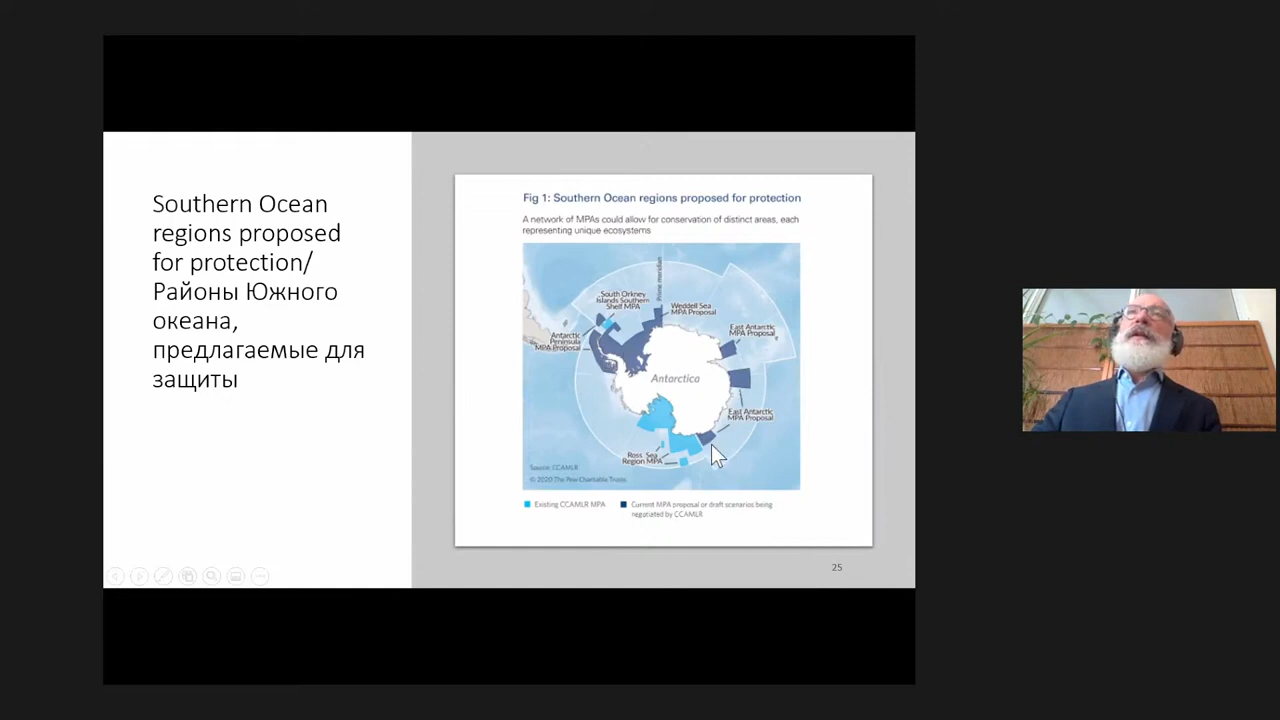 Southern Ocean
regions proposed
for protection/
Районы Южного
океана,
предлагаемые для
защиты
Fig 1: Southern Ocean regions proposed for protection
A network of MPAs could allow for conservation of distinct areas, each
representing unique ecosystems
Prime meridian
South Orkney
Islands Southern
Shelf MPA
Weddell Sea
MPA Proposal
East Antarctic
MPA Proposal
Antarctic
Peninsula
MPA Proposal
Antarctica
East Antarctic
MPA Proposal
Ross Sea
Region MPA
Source: CCAMLR
© 2020 The Pew Charitable Trusts
Existing CCAMLR MPA
Current MPA proposal or draft scenarios being
negotiated by CCAMLR
25